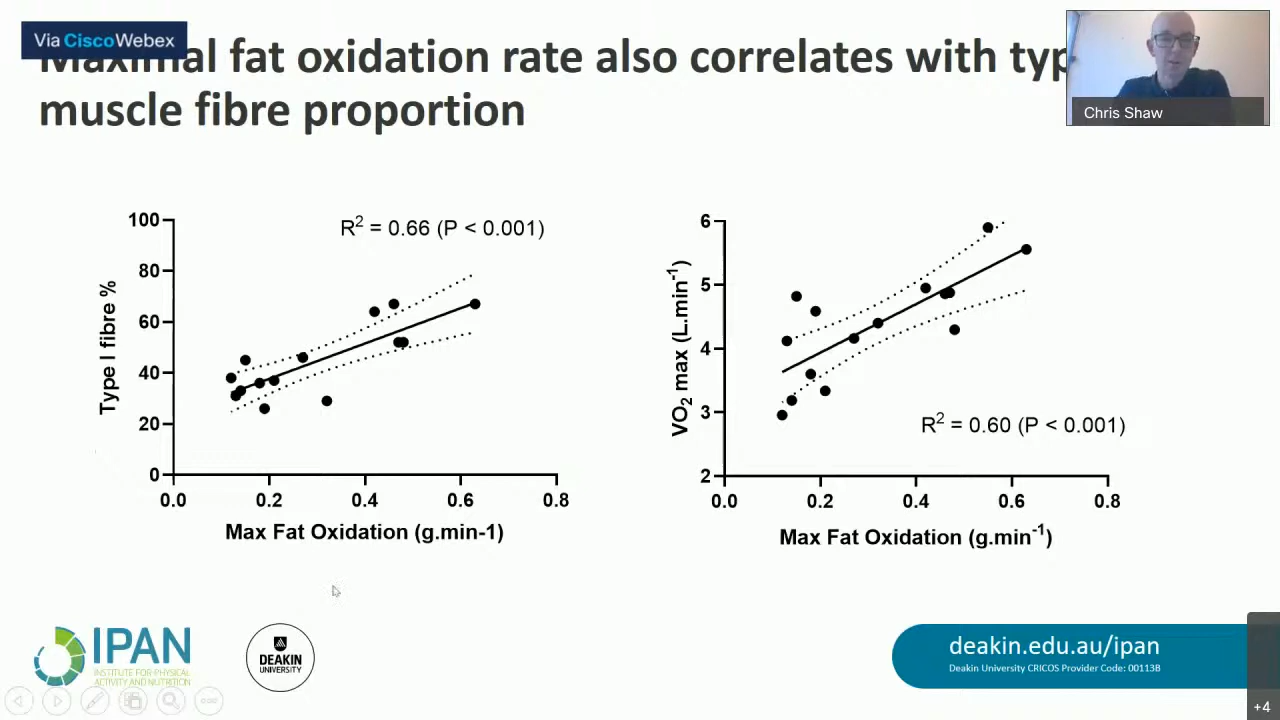 Via Cisco Webex
Maximal fat oxidation rate also correlates with
muscle fibre proportion
Chris Shaw
R2 = 0.66 (P < 0.001)
100
80
60
40
20
0
Type I fibre %
0.0 0.2 0.4 0.6 0.8
Max Fat Oxidation (g.min-1)
6
5
4
3
2
VO2 max (L.min-1)
R2 = 0.60 (P < 0.001)
0.0 0.2 0.4 0.6 0.8
Max Fat Oxidation (g.min-1)
IPAN
INSTITUTE FOR PHYSICAL
ACTIVITY AND NUTRITION
DEAKIN
UNIVERSITY
deakin.edu.au/ipan
Deakin University CRICOS Provider Code: 00113B
+4